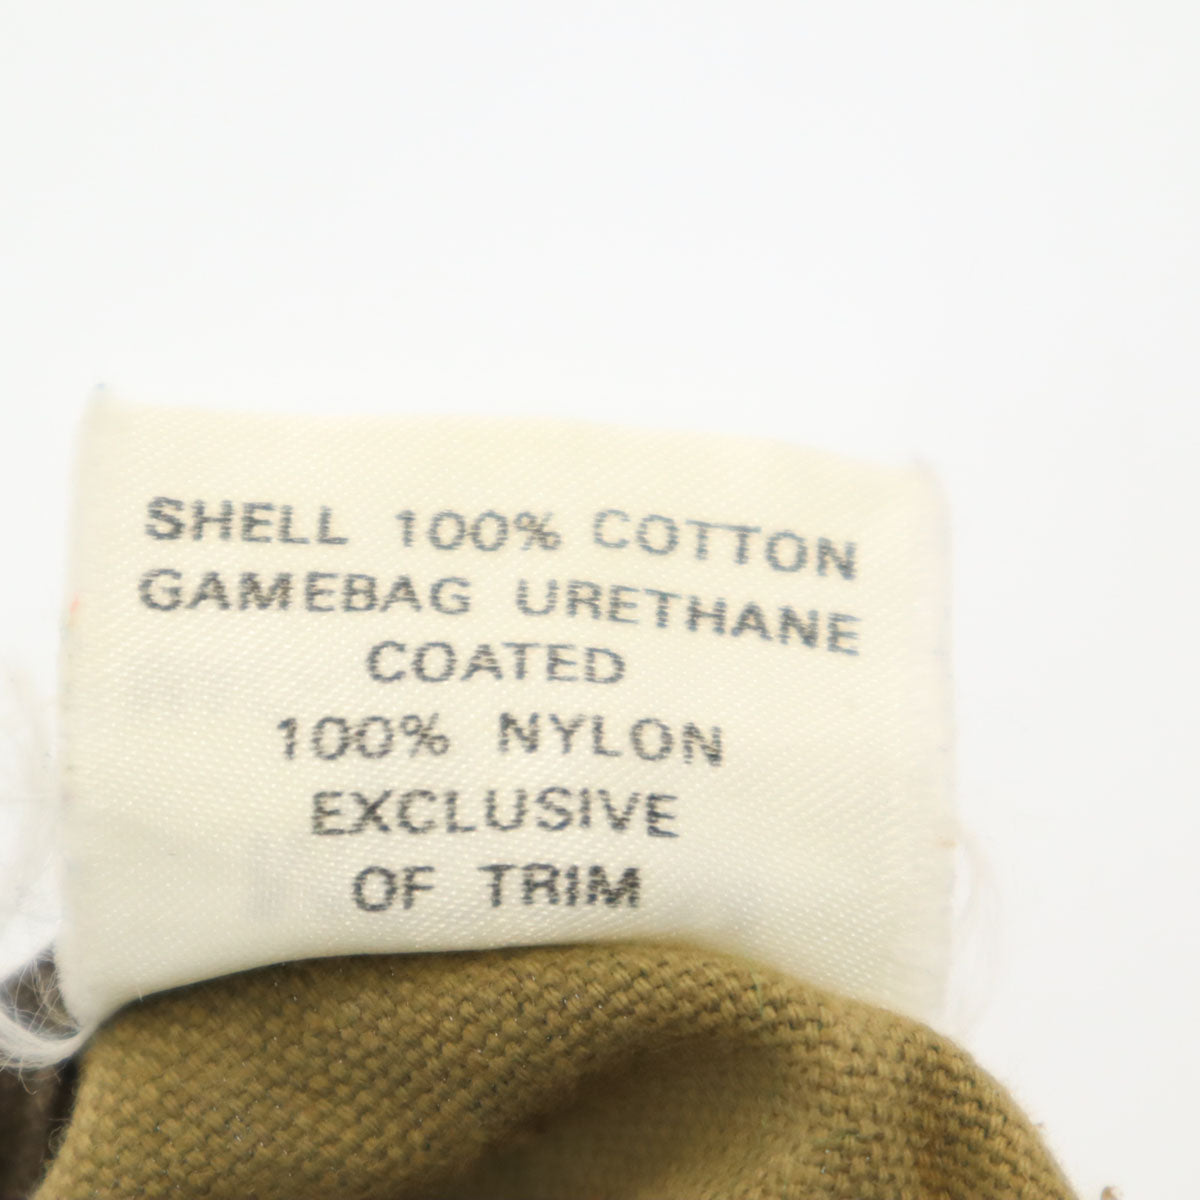 SHELL 100% COTTON
GAMEBAG URETHANE
COATED
100% NYLON
EXCLUSIVE
OF TRIM